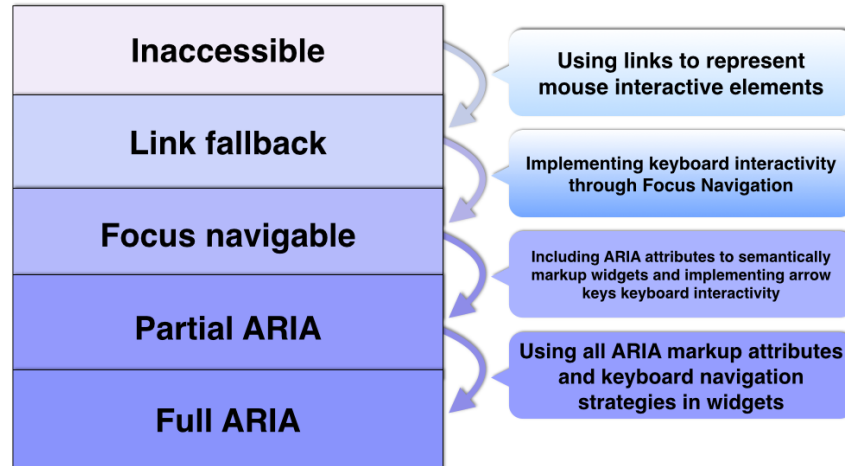 Inaccessible
Using links to represent
mouse interactive elements
Link fallback
Implementing keyboard interactivity
through Focus Navigation
Focus navigable
Including ARIA attributes to semantically
markup widgets and implementing arrow
keys keyboard interactivity
Partial ARIA
Using all ARIA markup attributes
and keyboard navigation
strategies in widgets
Full ARIA